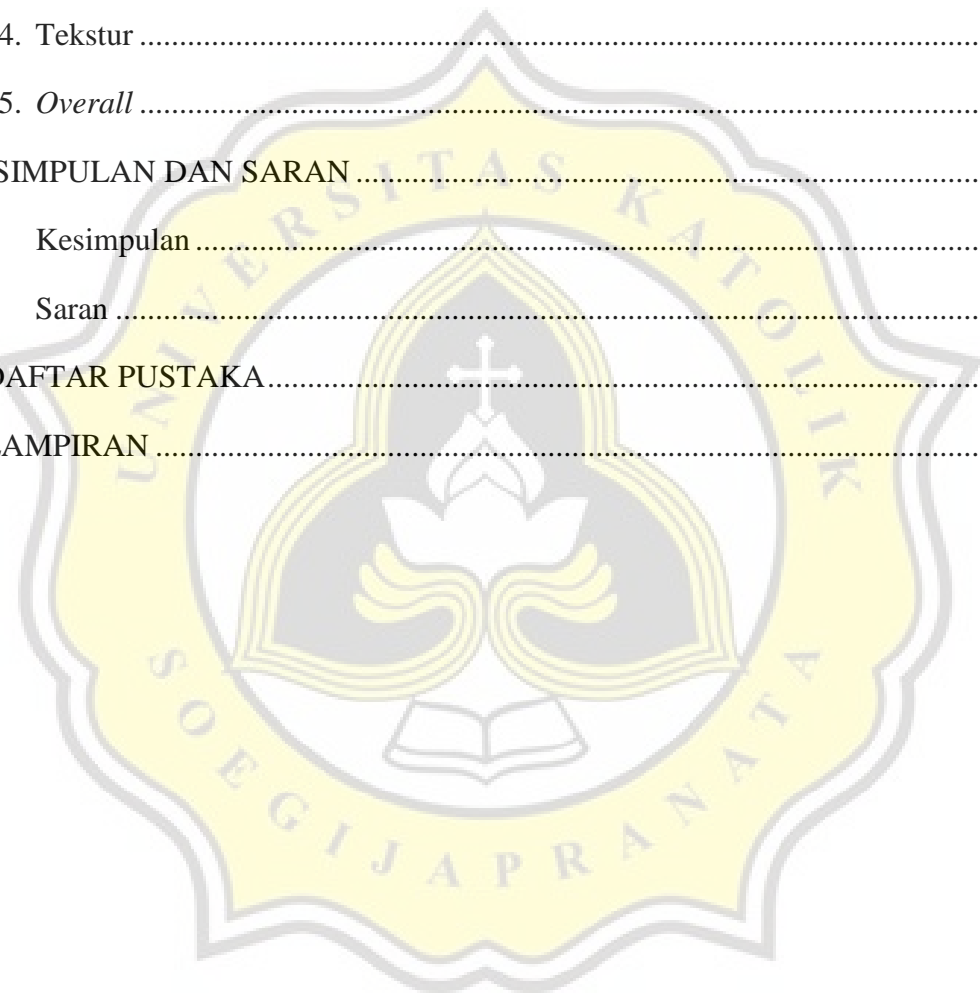 4. Tekstur ....................................................................................................
5. Overall ....................................................................................................
SIMPULAN DAN SARAN ....................................................................................................
Kesimpulan ....................................................................................................
Saran ....................................................................................................
DAFTAR PUSTAKA....................................................................................................
LAMPIRAN ....................................................................................................
UNIVERSITAS KATOLIK
SOEGIJAPRANATA